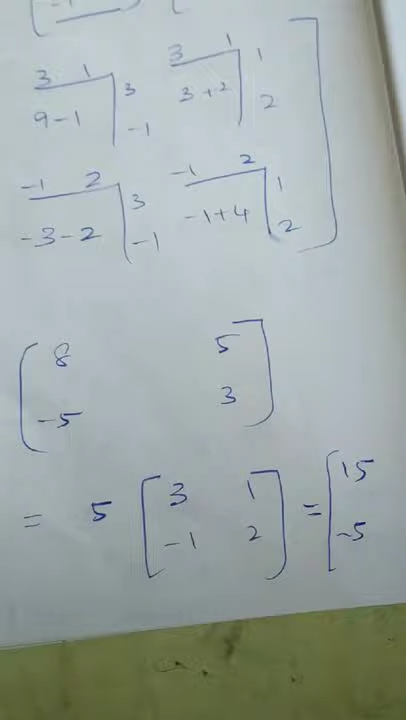 3 1 3 3 1 1
9-1 -1 3+2 2
-1 2 3 -1 2 1
-3-2 -1 -1+4 2
8 5
-5 3
= 5 [3 1 = [15
-1 2] -5